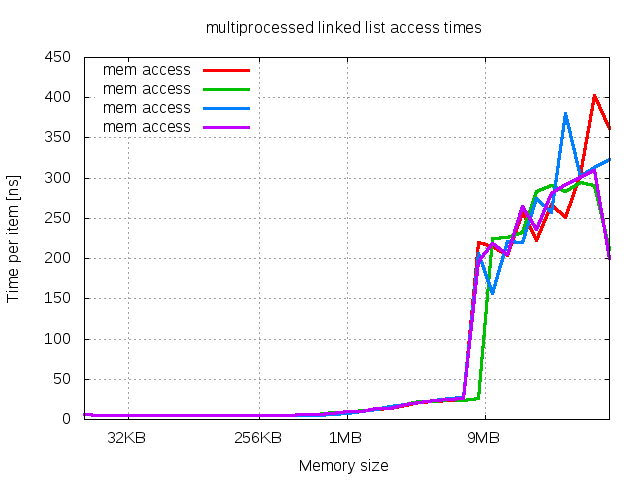 multiprocessed linked list access times
450
400
350
300
250
200
150
100
50
0
mem access
mem access
mem access
mem access
Time per item [ns]
32KB 256KB 1MB 9MB
Memory size